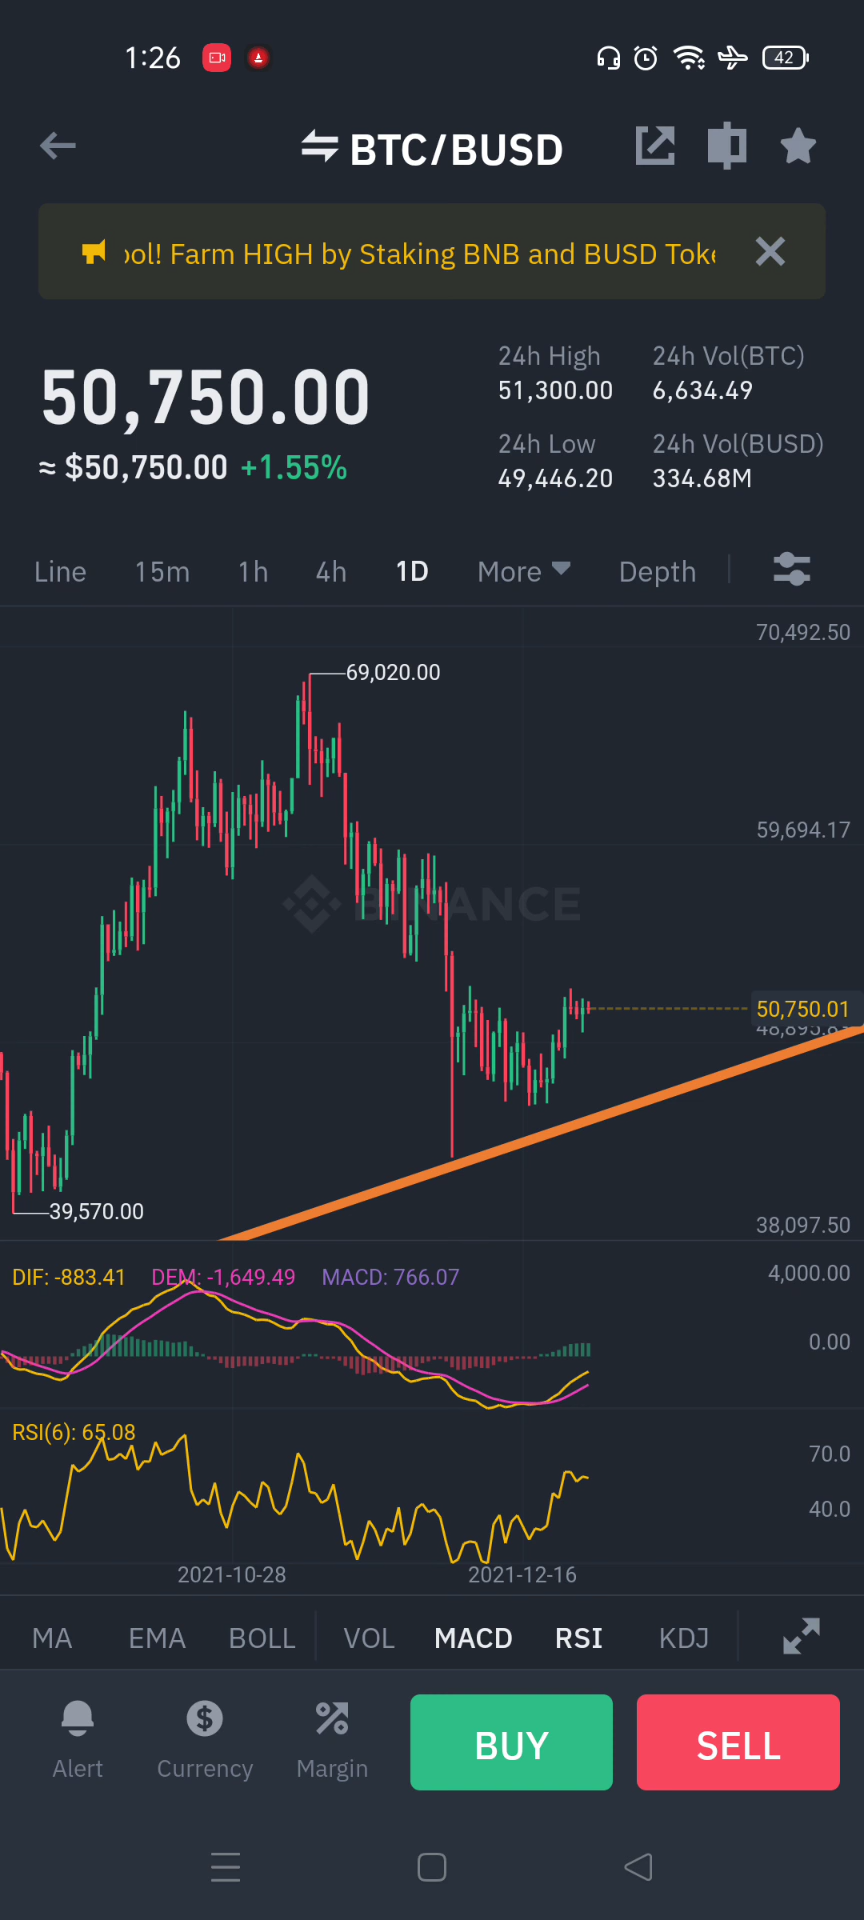 1:26
42
BTC/BUSD
ool! Farm HIGH by Staking BNB and BUSD Toke
50,750.00
≈ $50,750.00 +1.55%
24h High
51,300.00
24h Vol(BTC)
6,634.49
24h Low
49,446.20
24h Vol(BUSD)
334.68M
Line 15m 1h 4h 1D More Depth
70,492.50
69,020.00
59,694.17
BINANCE
50,750.01
39,570.00
38,097.50
DIF: -883.41 DEM: -1,649.49 MACD: 766.07
4,000.00
0.00
RSI(6): 65.08
70.0
40.0
2021-10-28 2021-12-16
MA EMA BOLL VOL MACD RSI KDJ
Alert Currency Margin BUY SELL